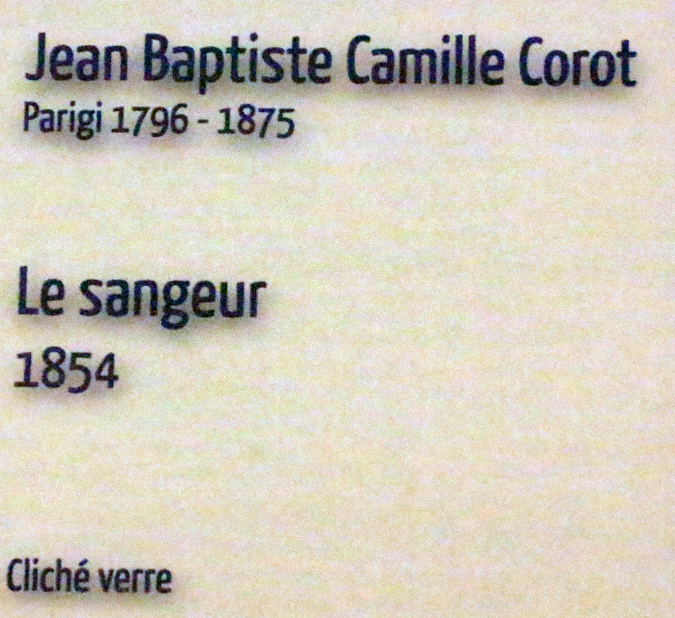 Jean Baptiste Camille Corot
Parigi 1796 - 1875
Le sangeur
1854
Cliché verre